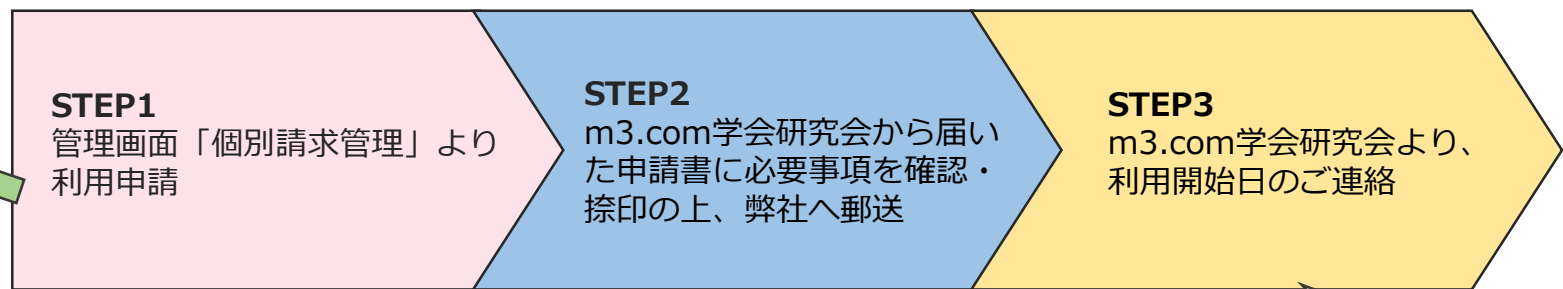 STEP1
管理画面「個別請求管理」より
利用申請
STEP2
m3.com学会研究会から届い
た申請書に必要事項を確認・
捺印の上、弊社へ郵送
STEP3
m3.com学会研究会より、
利用開始日のご連絡